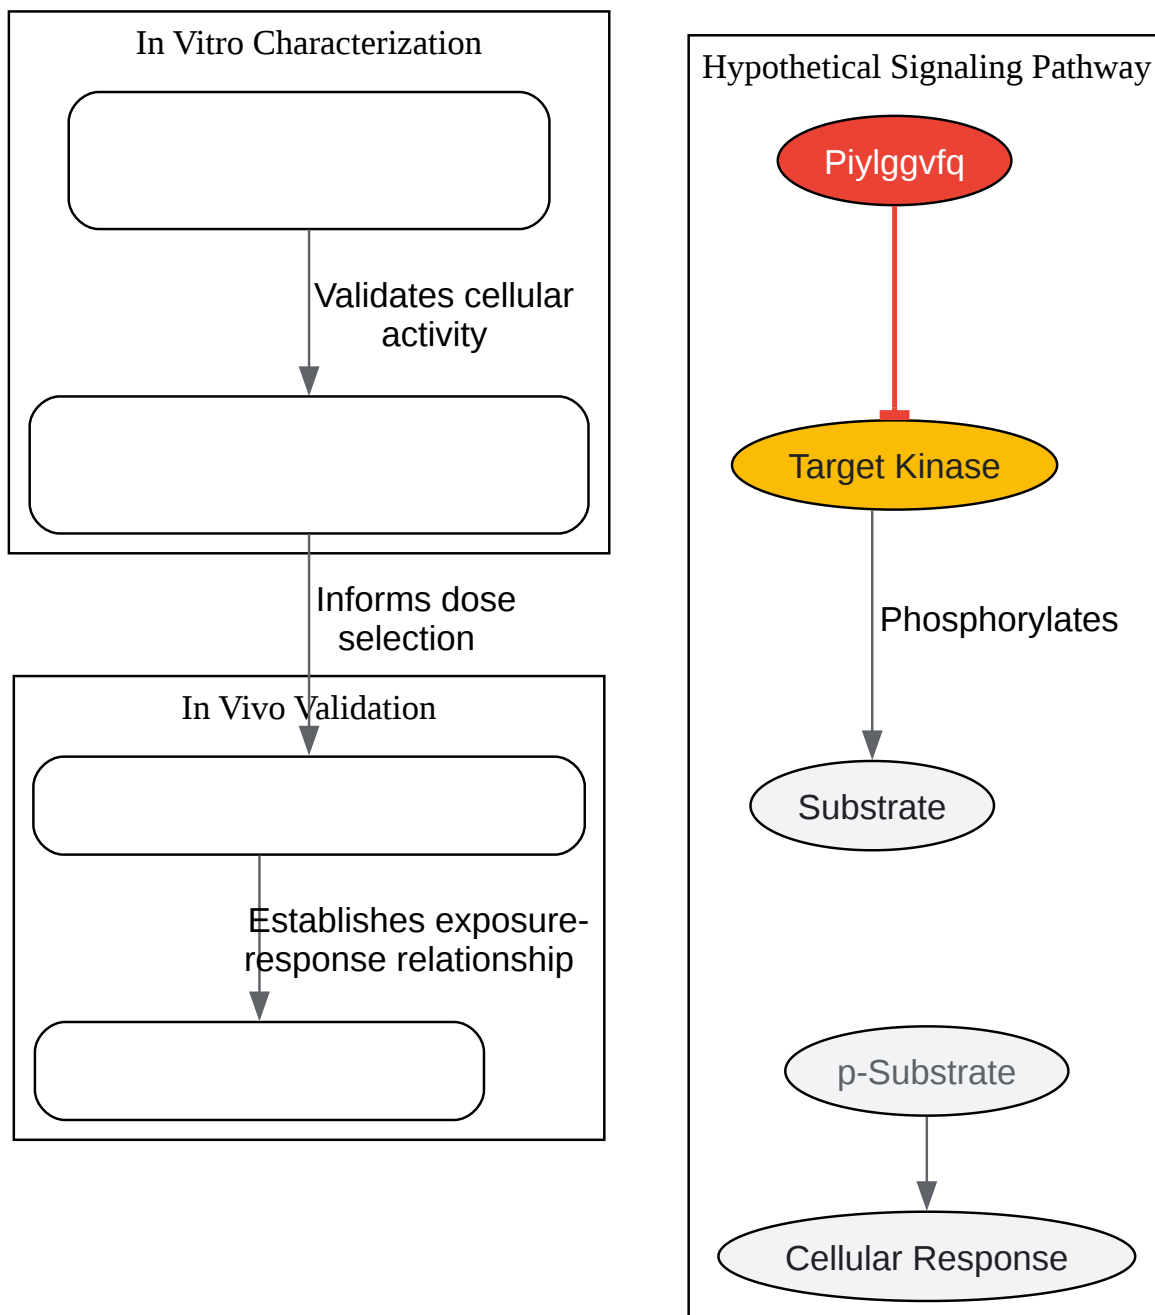 In Vitro Characterization
Validates cellular
activity
Informs dose
selection
In Vivo Validation
Establishes exposure-
response relationship
Hypothetical Signaling Pathway
Piylggvfq
Target Kinase
Phosphorylates
Substrate
p-Substrate
Cellular Response